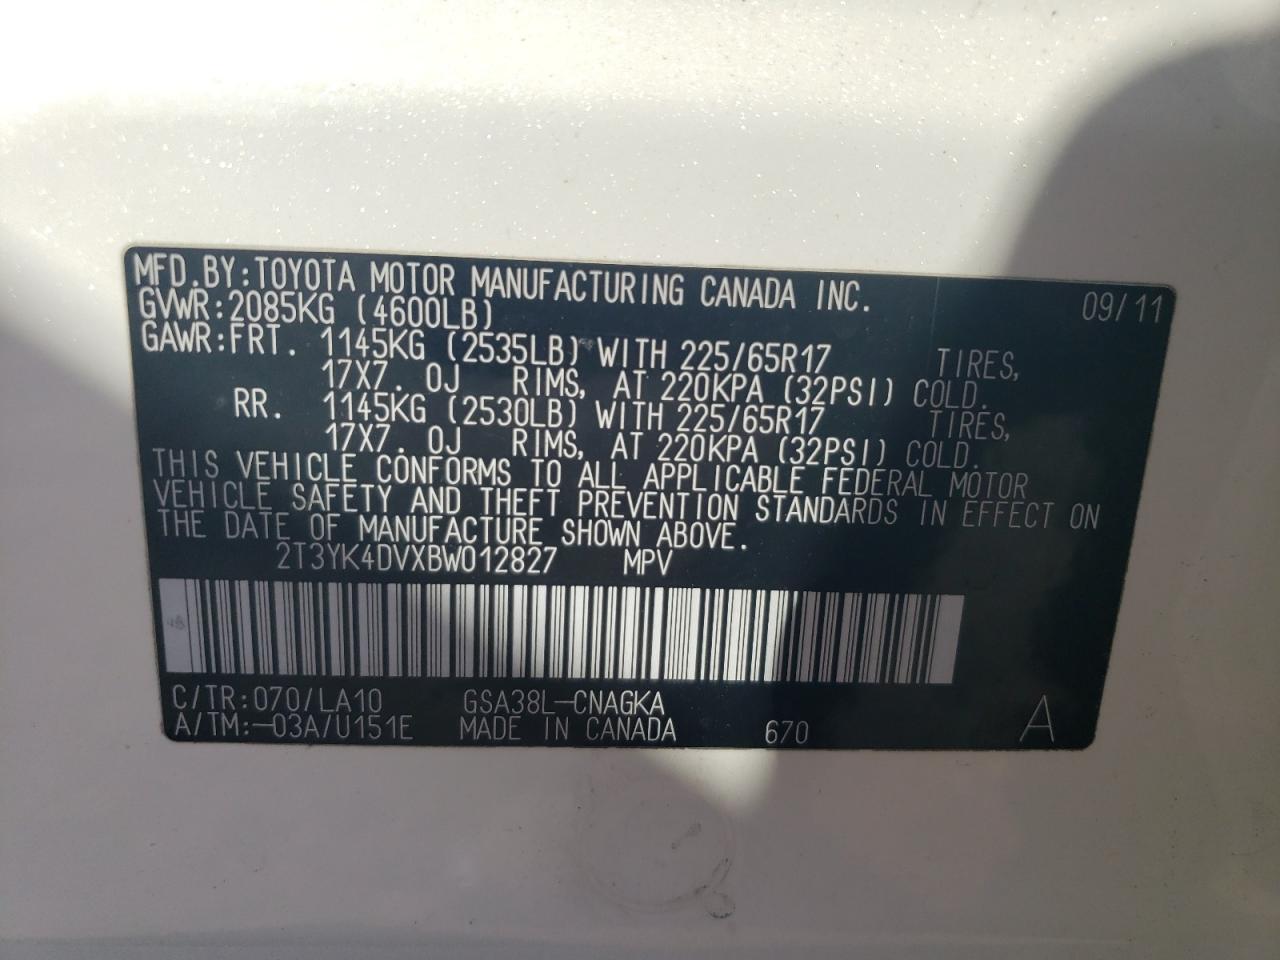 MFD.BY:TOYOTA MOTOR MANUFACTURING CANADA INC. 09/11
GVWR:2085KG (4600LB)
GAWR:FRT. 1145KG (2535LB) WITH 225/65R17 TIRES,
17X7. 0J RIMS, AT 220KPA (32PSI) COLD.
RR. 1145KG (2530LB) WITH 225/65R17 TIRES,
17X7. 0J RIMS, AT 220KPA (32PSI) COLD.
THIS VEHICLE CONFORMS TO ALL APPLICABLE FEDERAL MOTOR
VEHICLE SAFETY AND THEFT PREVENTION STANDARDS IN EFFECT ON
THE DATE OF MANUFACTURE SHOWN ABOVE.
2T3YK4DVXBW012827 MPV
C/TR:070/LA10 GSA38L-CNAGKA
A/TM:-03A/U151E MADE IN CANADA 670 A